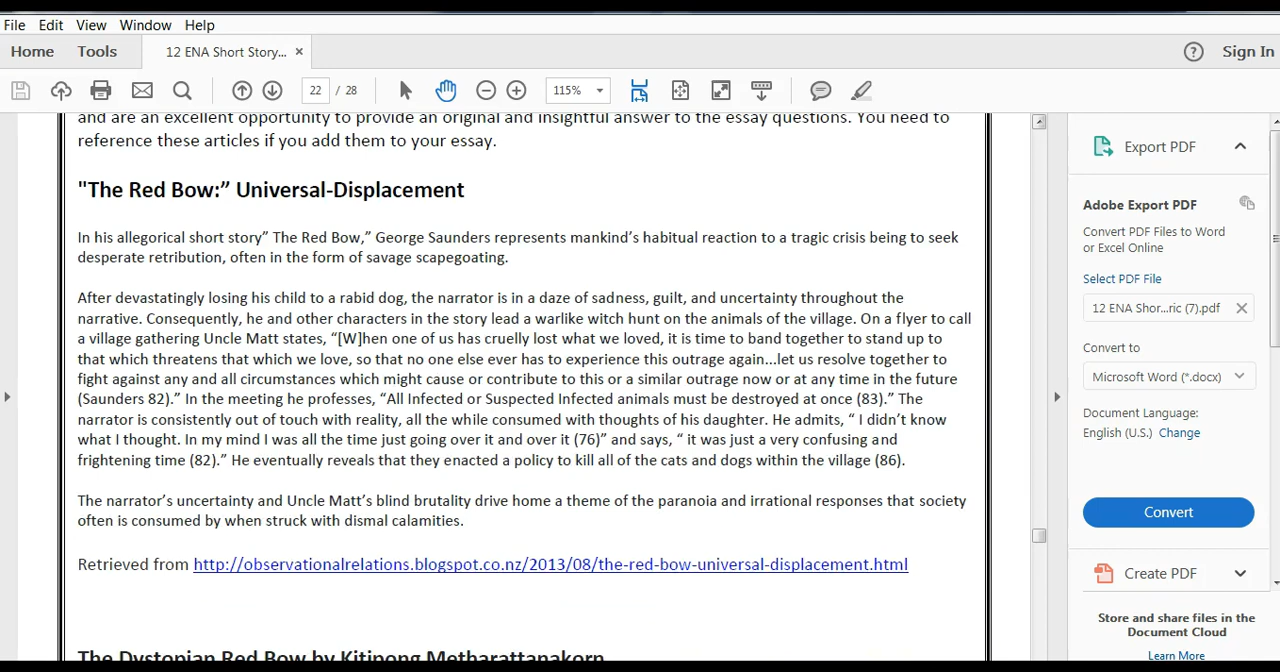 File Edit View Window Help
Home Tools 12 ENA Short Story... × Sign In
22 / 28 115%
and are an excellent opportunity to provide an original and insightful answer to the essay questions. You need to
reference these articles if you add them to your essay.
"The Red Bow:” Universal-Displacement
In his allegorical short story” The Red Bow,” George Saunders represents mankind’s habitual reaction to a tragic crisis being to seek
desperate retribution, often in the form of savage scapegoating.
After devastatingly losing his child to a rabid dog, the narrator is in a daze of sadness, guilt, and uncertainty throughout the
narrative. Consequently, he and other characters in the story lead a warlike witch hunt on the animals of the village. On a flyer to call
a village gathering Uncle Matt states, “[W]hen one of us has cruelly lost what we loved, it is time to band together to stand up to
that which threatens that which we love, so that no one else ever has to experience this outrage again...let us resolve together to
fight against any and all circumstances which might cause or contribute to this or a similar outrage now or at any time in the future
(Saunders 82).” In the meeting he professes, “All Infected or Suspected Infected animals must be destroyed at once (83).” The
narrator is consistently out of touch with reality, all the while consumed with thoughts of his daughter. He admits, “ I didn’t know
what I thought. In my mind I was all the time just going over it and over it (76)” and says, “ it was just a very confusing and
frightening time (82).” He eventually reveals that they enacted a policy to kill all of the cats and dogs within the village (86).
The narrator’s uncertainty and Uncle Matt’s blind brutality drive home a theme of the paranoia and irrational responses that society
often is consumed by when struck with dismal calamities.
Retrieved from http://observationalrelations.blogspot.co.nz/2013/08/the-red-bow-universal-displacement.html
The Dystopian Red Bow by Kitipong Metharattanakorn
Export PDF
Adobe Export PDF
Convert PDF Files to Word
or Excel Online
Select PDF File
12 ENA Shor...ric (7).pdf
Convert to
Microsoft Word (*.docx)
Document Language:
English (U.S.) Change
Convert
Create PDF
Store and share files in the
Document Cloud
Learn More